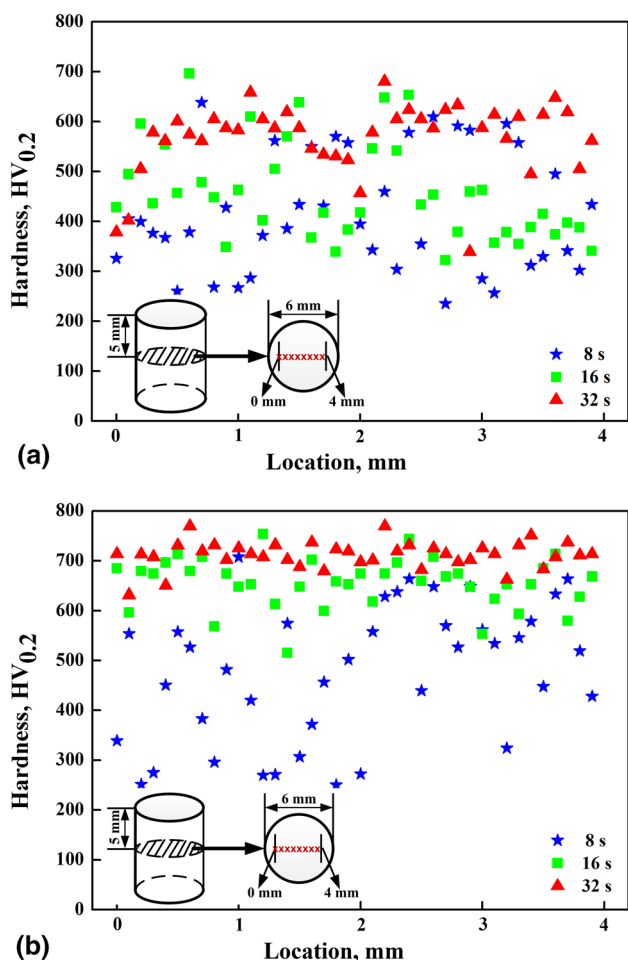 800
700
600
500
400
300
200
100
0
Hardness, HV0.2
5 mm
6 mm
0 mm
4 mm
xxxxxxxx
8 s
16 s
32 s
0
1
2
3
4
(a)
Location, mm
800
700
600
500
400
300
200
100
0
Hardness, HV0.2
5 mm
6 mm
0 mm
4 mm
xxxxxxxx
8 s
16 s
32 s
0
1
2
3
4
(b)
Location, mm